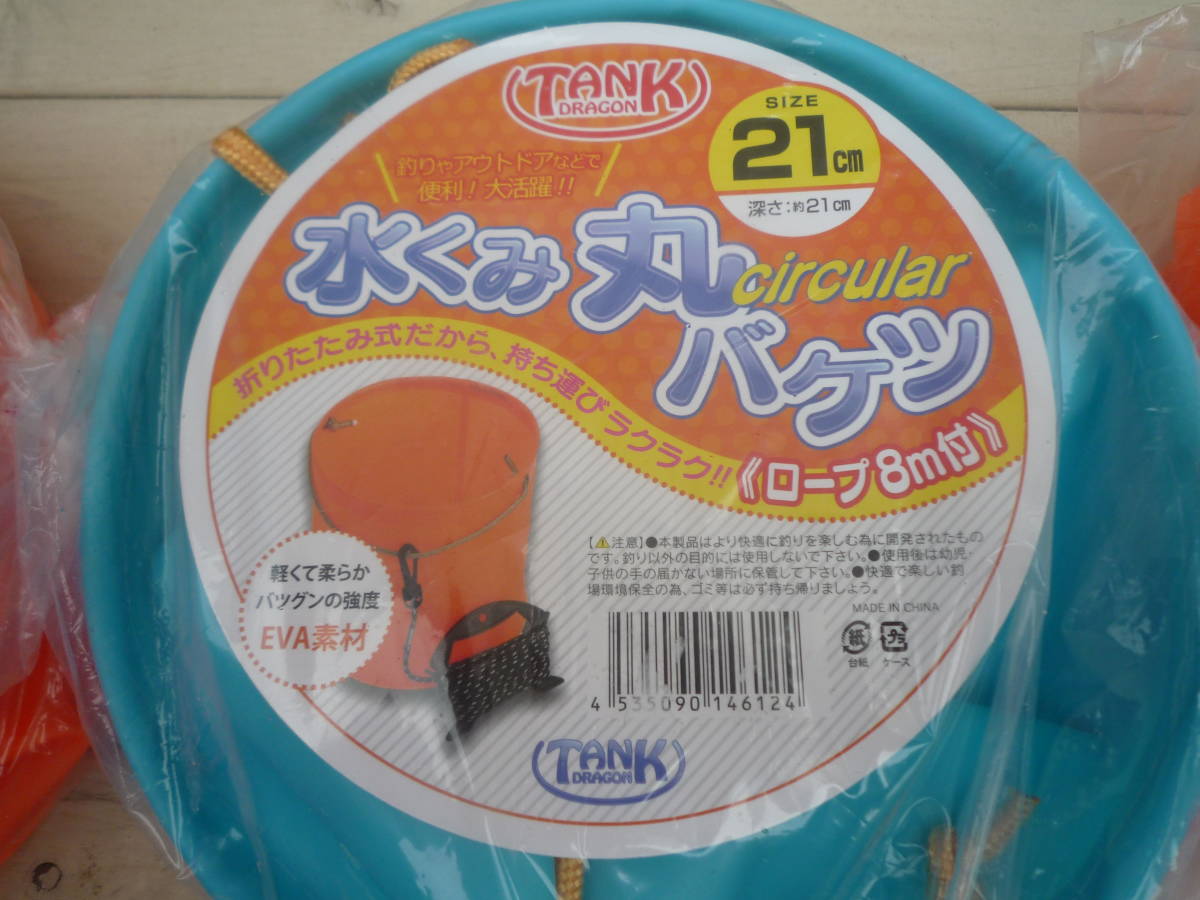 TANK
DRAGON
SIZE
21cm
深さ:約21cm
釣りやアウトドアなどで
便利!大活躍!!
水くみ丸
circular
バケツ
折りたたみ式だから、持ち運びラクラク!!
《ロープ8m付》
軽くて柔らか
バツグンの強度
EVA素材
【⚠注意】●本製品はより快適に釣りを楽しむ為に開発されたもの
です。釣り以外の目的には使用しないで下さい。●使用後は幼児・
子供の手の届かない場所に保管して下さい。●快適で楽しい釣
場環境保全の為、ゴミ等は必ず持ち帰りましょう。
MADE IN CHINA
紙
プラ
台紙
ケース
4 535090 146124
TANK
DRAGON